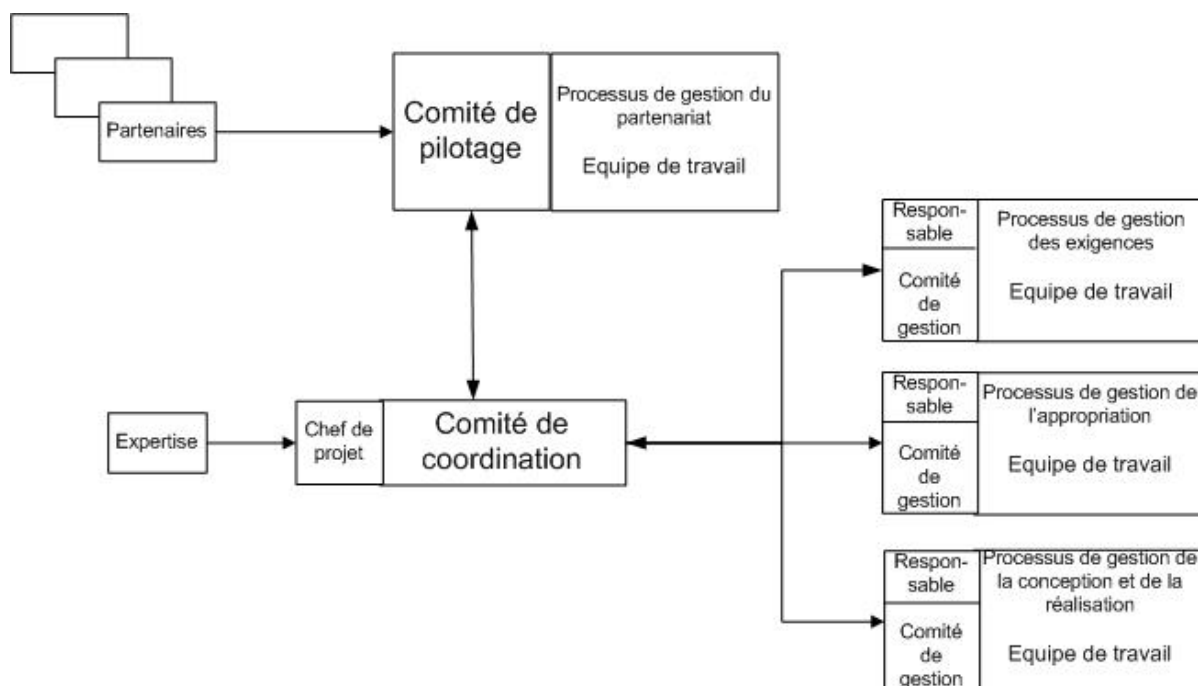 Partenaires
Comité de
pilotage
Processus de gestion du
partenariat
Equipe de travail
Expertise
Chef de
projet
Comité de
coordination
Respon-
sable
Comité
de
gestion
Processus de gestion
des exigences
Equipe de travail
Respon-
sable
Comité
de
gestion
Processus de gestion de
l'appropriation
Equipe de travail
Respon-
sable
Comité
de
gestion
Processus de gestion de
la conception et de la
réalisation
Equipe de travail